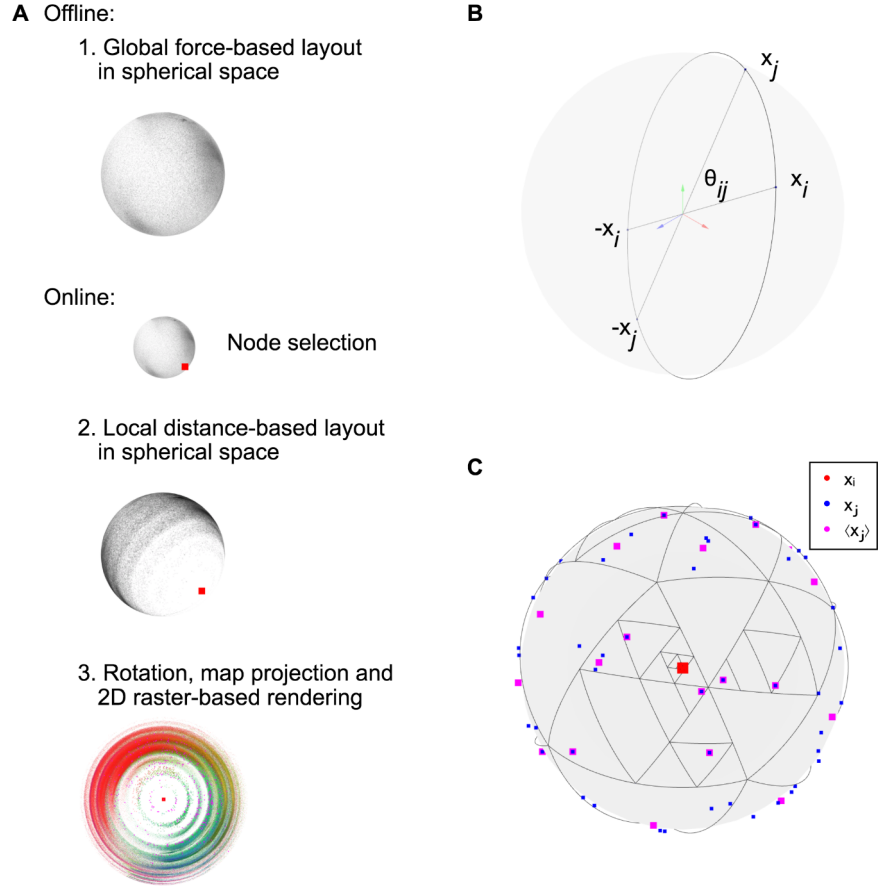 A Offline:
1. Global force-based layout
in spherical space
Online:
Node selection
2. Local distance-based layout
in spherical space
3. Rotation, map projection and
2D raster-based rendering
B
xj
θij
xi
-xi
-xj
C
xi
xj
⟨xj⟩